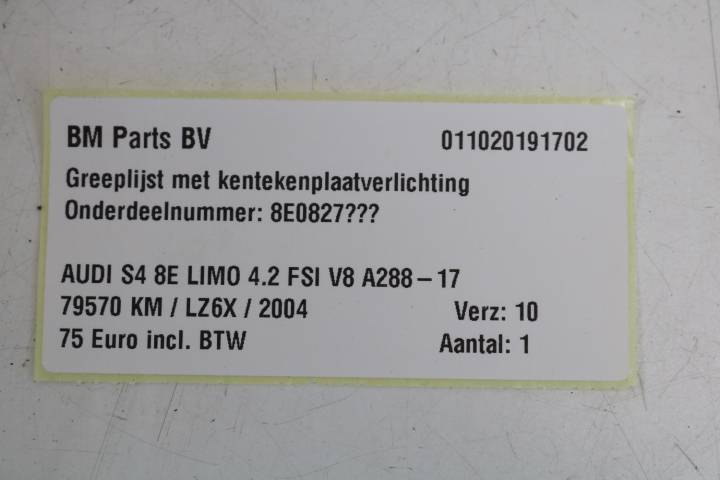 BM Parts BV 011020191702
Greeplijst met kentekenplaatverlichting
Onderdeelnummer: 8E0827???
AUDI S4 8E LIMO 4.2 FSI V8 A288-17
79570 KM / LZ6X / 2004 Verz: 10
75 Euro incl. BTW Aantal: 1